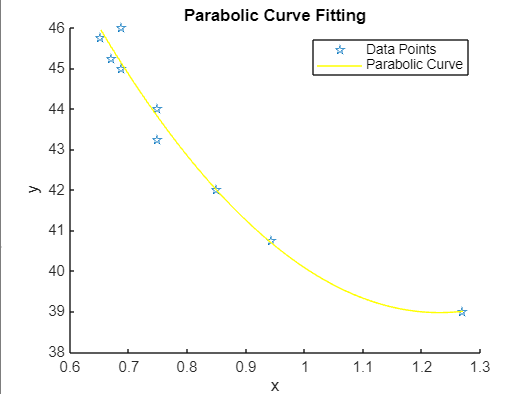 Parabolic Curve Fitting
Data Points
Parabolic Curve
46
45
44
43
42
41
40
39
38
y
0.6 0.7 0.8 0.9 1 1.1 1.2 1.3
x